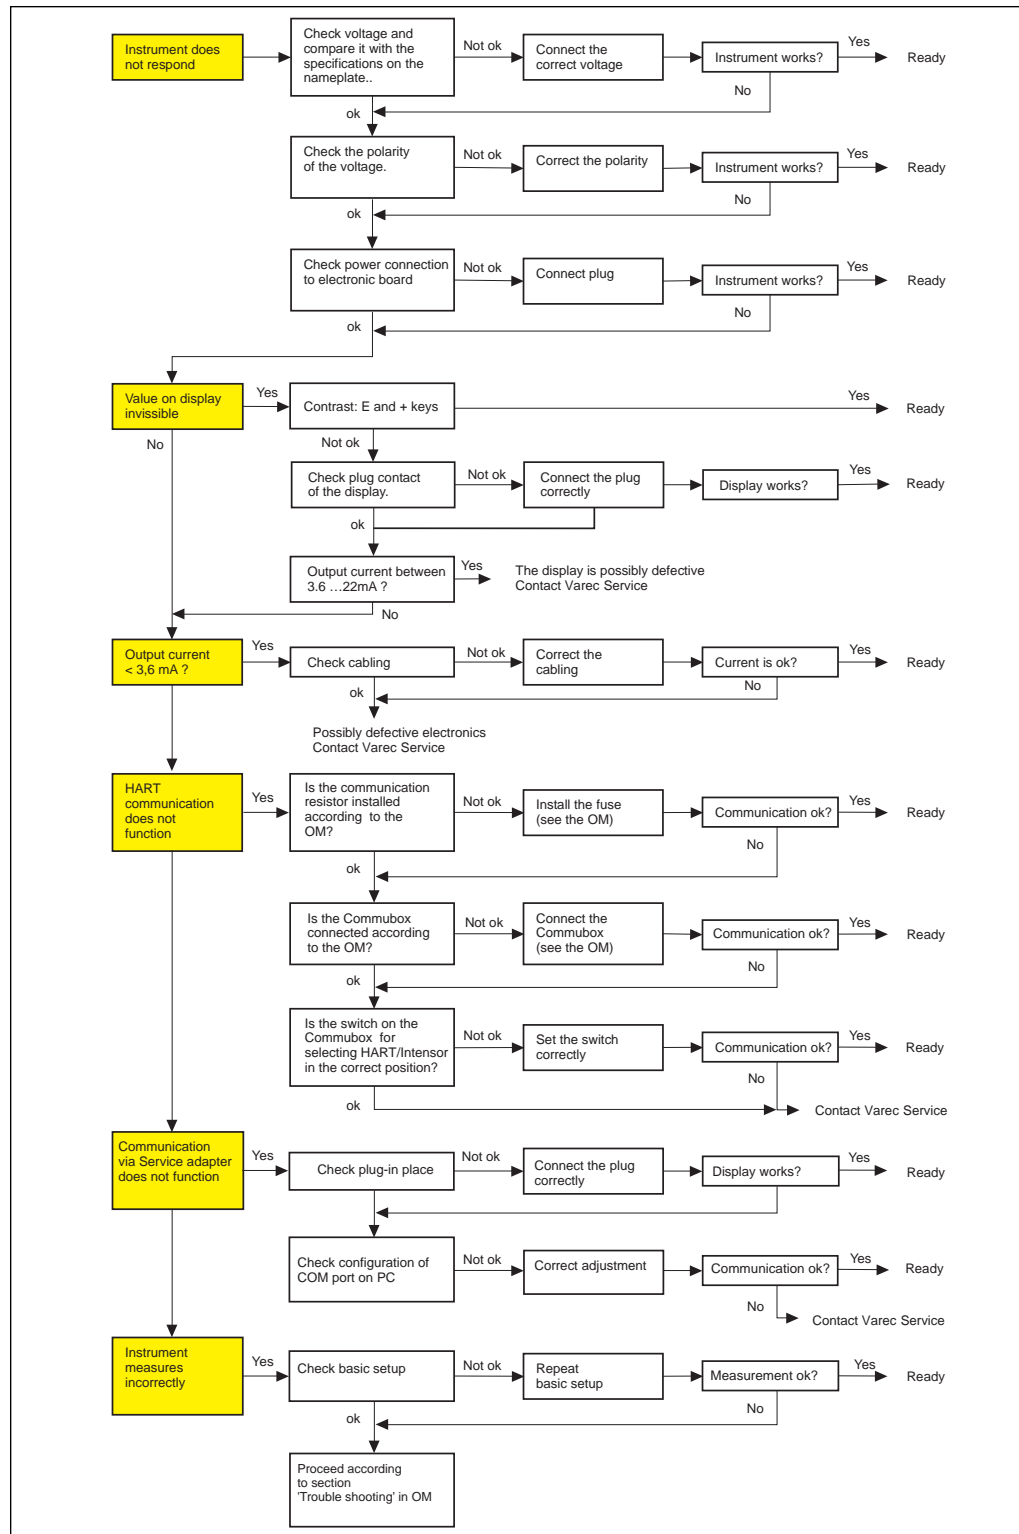 Instrument does
not respond
Check voltage and
compare it with the
specifications on the
nameplate..
Not ok
Connect the
correct voltage
Instrument works?
Yes
Ready
No
ok
Check the polarity
of the voltage.
Not ok
Correct the polarity
Instrument works?
Yes
Ready
No
ok
Check power connection
to electronic board
Not ok
Connect plug
Instrument works?
Yes
Ready
No
ok
Value on display
invissible
Yes
Contrast: E and + keys
Yes
Ready
No
Not ok
Check plug contact
of the display.
Not ok
Connect the plug
correctly
Display works?
Yes
Ready
ok
Output current between
3.6 ...22mA ?
Yes
The display is possibly defective
Contact Varec Service
No
Output current
< 3,6 mA ?
Yes
Check cabling
Not ok
Correct the
cabling
Current is ok?
Yes
Ready
No
ok
Possibly defective electronics
Contact Varec Service
HART
communication
does not
function
Yes
Is the communication
resistor installed
according to the
OM?
Not ok
Install the fuse
(see the OM)
Communication ok?
Yes
Ready
No
ok
Is the Commubox
connected according
to the OM?
Not ok
Connect the
Commubox
(see the OM)
Communication ok?
Yes
Ready
No
ok
Is the switch on the
Commubox for
selecting HART/Intensor
in the correct position?
Not ok
Set the switch
correctly
Communication ok?
Yes
Ready
No
ok
Contact Varec Service
Communication
via Service adapter
does not function
Yes
Check plug-in place
Not ok
Connect the plug
correctly
Display works?
Yes
Ready
Check configuration of
COM port on PC
Not ok
Correct adjustment
Communication ok?
Yes
Ready
No
Contact Varec Service
Instrument
measures
incorrectly
Yes
Check basic setup
Not ok
Repeat
basic setup
Measurement ok?
Yes
Ready
No
ok
Proceed according
to section
'Trouble shooting' in OM